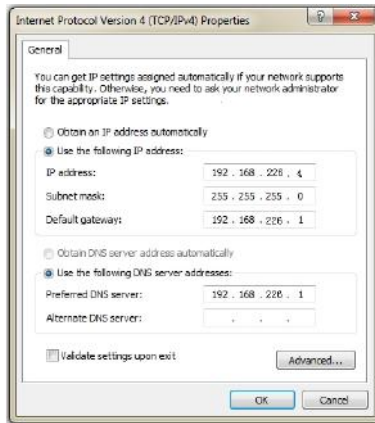 Internet Protocol Version 4 (TCP/IPv4) Properties
General
You can get IP settings assigned automatically if your network supports
this capability. Otherwise, you need to ask your network administrator
for the appropriate IP settings.
Obtain an IP address automatically
Use the following IP address:
IP address: 192 . 168 . 226 . 4
Subnet mask: 255 . 255 . 255 . 0
Default gateway: 192 . 168 . 226 . 1
Obtain DNS server address automatically
Use the following DNS server addresses:
Preferred DNS server: 192 . 168 . 226 . 1
Alternate DNS server: . . .
Validate settings upon exit
Advanced...
OK Cancel